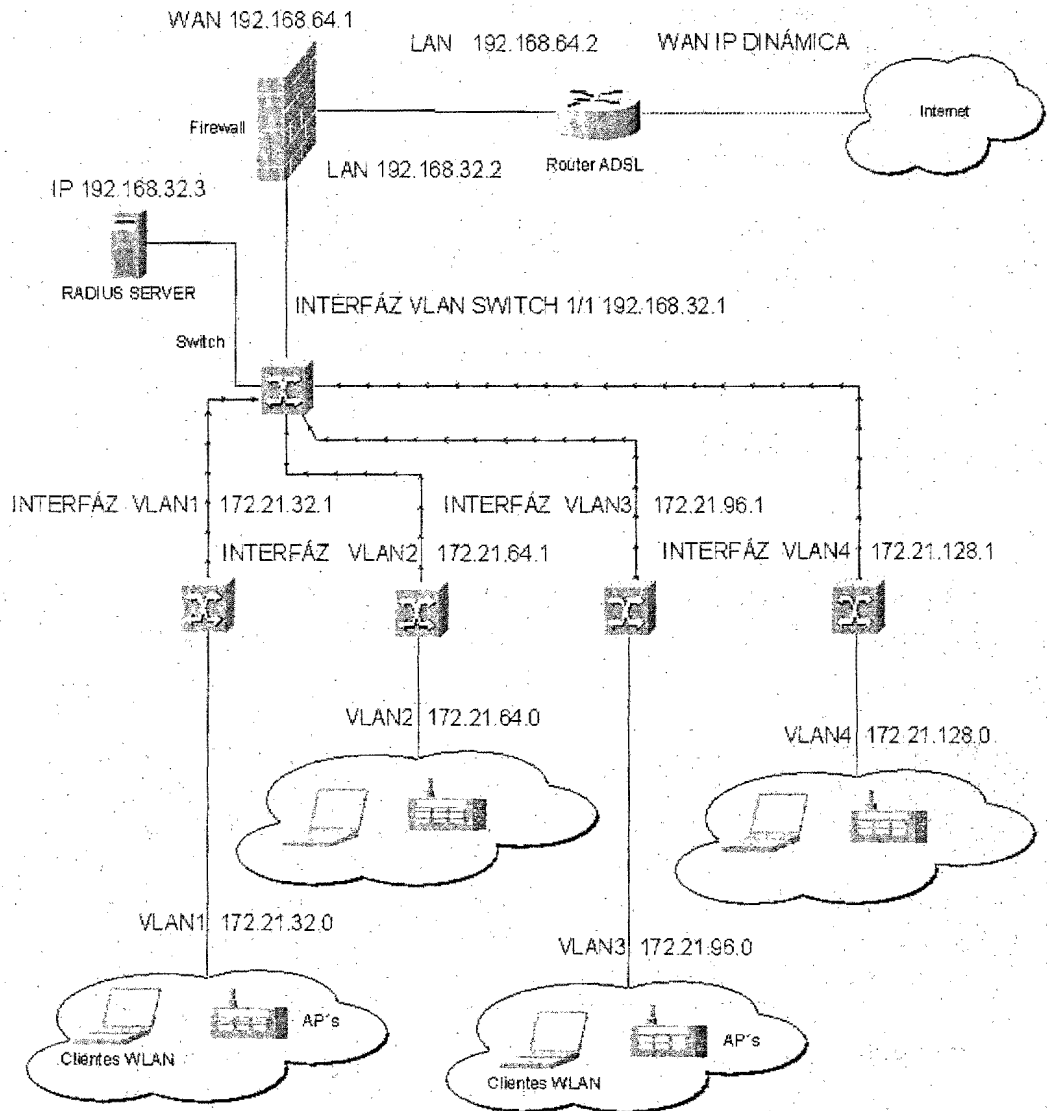 WAN 192.168.64.1
LAN 192.168.64.2
WAN IP DINÁMICA
Firewall
Internet
Router ADSL
LAN 192.168.32.2
IP 192.168.32.3
RADIUS SERVER
INTERFÁZ VLAN SWITCH 1/1 192.168.32.1
Switch
INTERFÁZ VLAN1 172.21.32.1
INTERFÁZ VLAN3 172.21.96.1
INTERFÁZ VLAN2 172.21.64.1
INTERFÁZ VLAN4 172.21.128.1
VLAN2 172.21.64.0
VLAN4 172.21.128.0
VLAN1 172.21.32.0
VLAN3 172.21.96.0
AP´s
Clientes WLAN
AP´s
Clientes WLAN